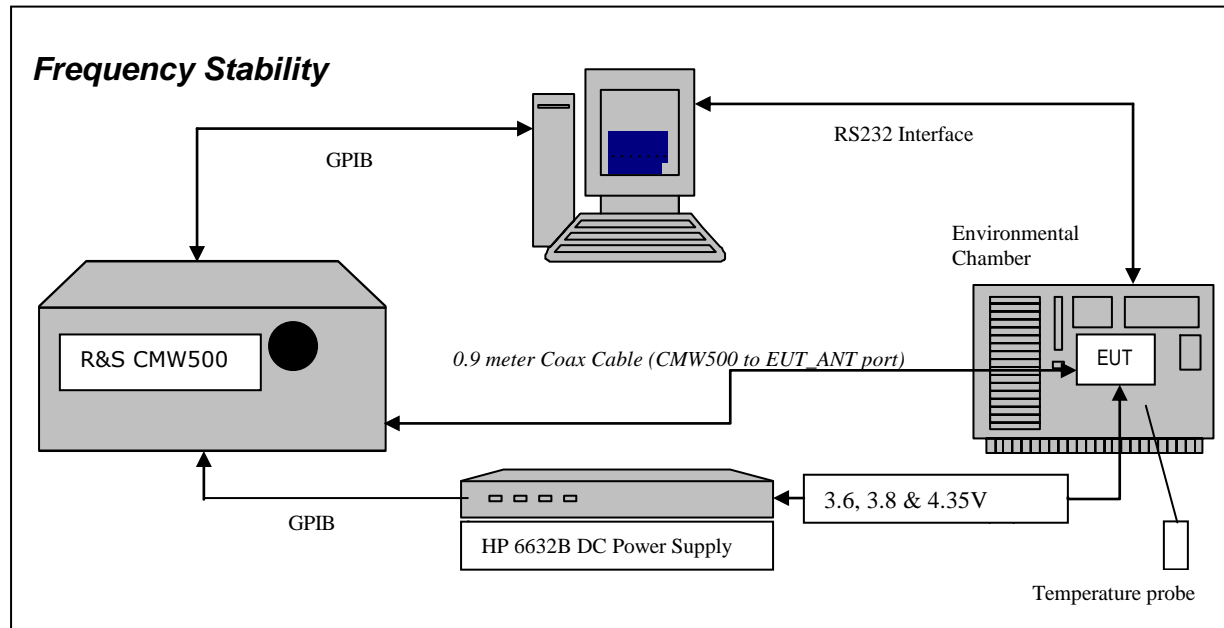 Frequency Stability
GPIB
RS232 Interface
Environmental
Chamber
R&S CMW500
0.9 meter Coax Cable (CMW500 to EUT_ANT port)
EUT
GPIB
3.6, 3.8 & 4.35V
HP 6632B DC Power Supply
Temperature probe